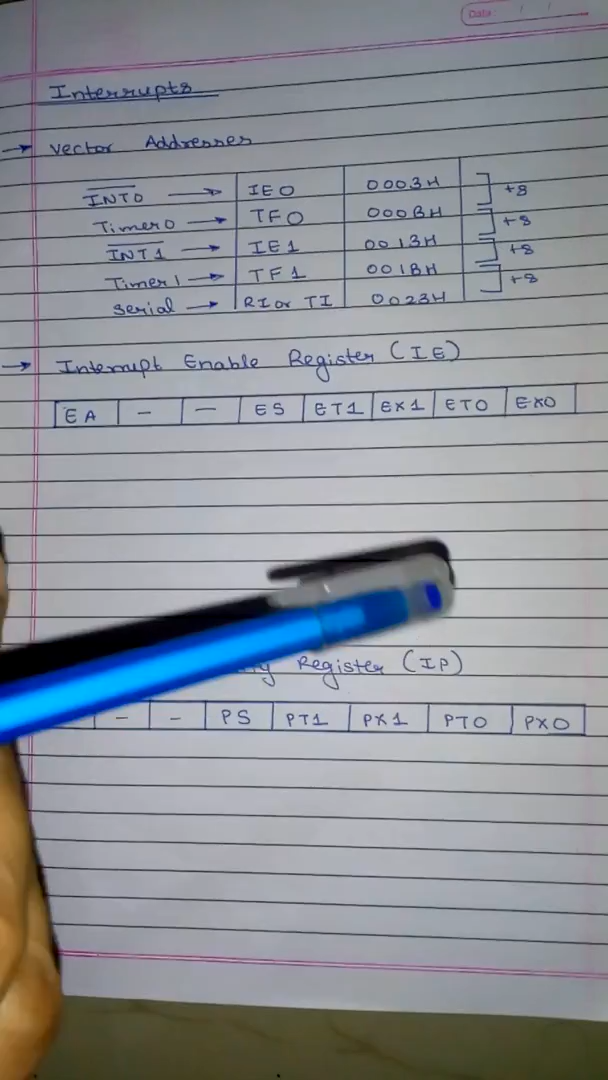 Date : / /
Interrupts
→ Vector Addresses
INT0 → IE0 0003H ] +8
Timer0 → TF0 000BH ] +8
INT1 → IE1 0013H ] +8
Timer1 → TF1 001BH ] +8
Serial → RI or TI 0023H
→ Interrupt Enable Register (IE)
EA – – ES ET1 EX1 ET0 EX0
Register (IP)
– – PS PT1 PX1 PT0 PX0